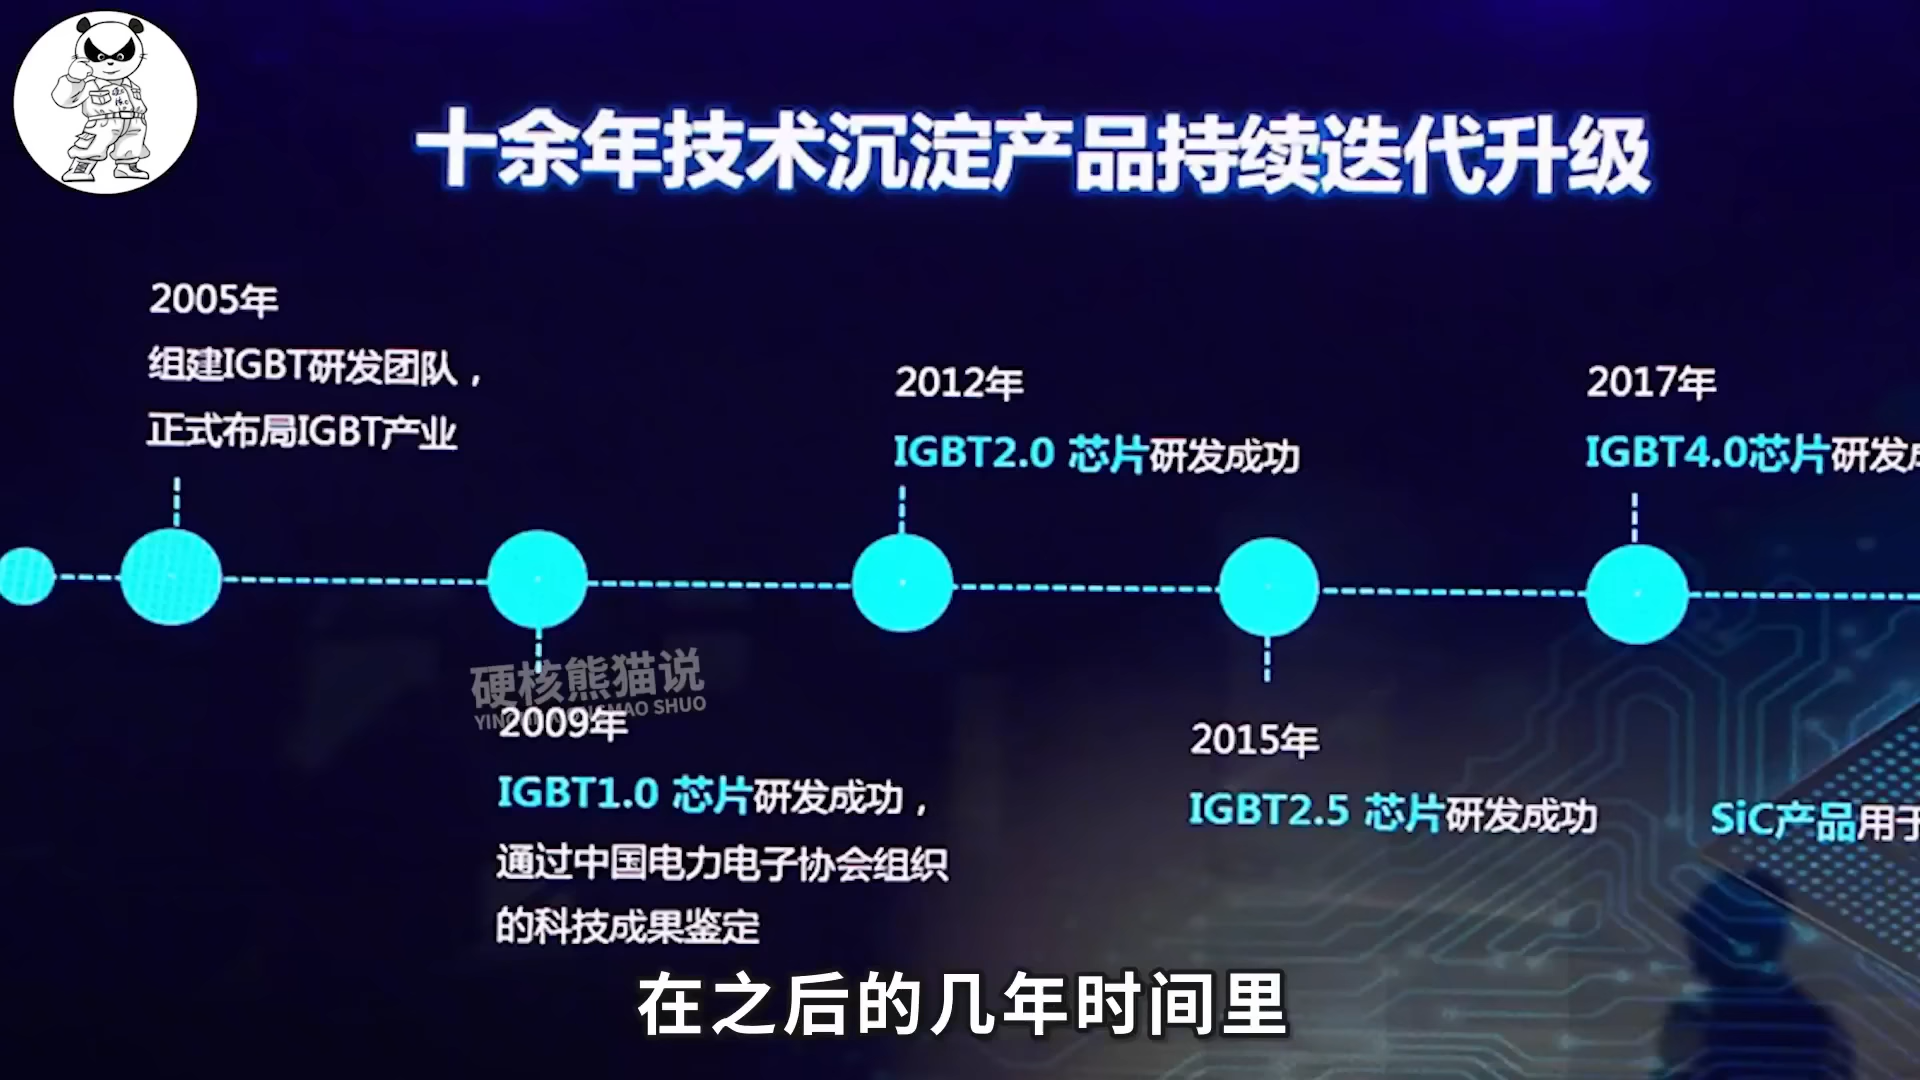 十余年技术沉淀产品持续迭代升级
2005年
组建IGBT研发团队，
正式布局IGBT产业
2012年
IGBT2.0 芯片研发成功
2017年
IGBT4.0芯片研发
硬核熊猫说
MAO SHUO
2009年
IGBT1.0 芯片研发成功，
通过中国电力电子协会组织
的科技成果鉴定
2015年
IGBT2.5 芯片研发成功
SiC产品用于
在之后的几年时间里